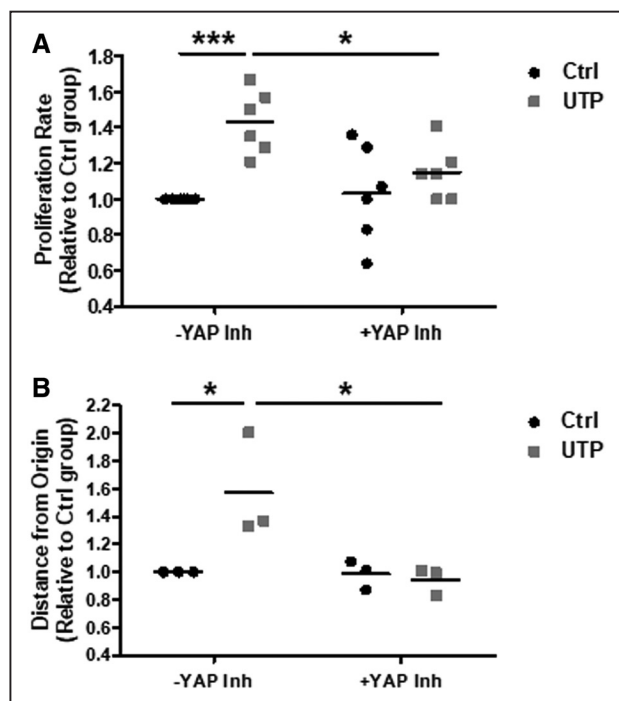 A
*** *
1.8
1.6
1.4
1.2
1.0
0.8
0.6
0.4
Proliferation Rate
(Relative to Ctrl group)
-YAP Inh +YAP Inh
Ctrl
UTP
B
* *
2.2
2.0
1.8
1.6
1.4
1.2
1.0
0.8
0.6
0.4
Distance from Origin
(Relative to Ctrl group)
-YAP Inh +YAP Inh
Ctrl
UTP